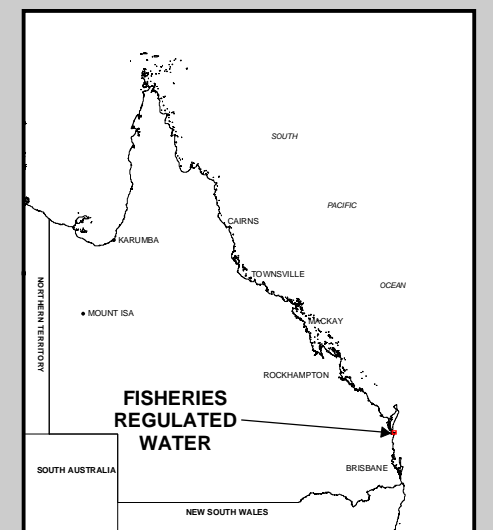 SOUTH
PACIFIC
CAIRNS
KARUMBA
TOWNSVILLE
OCEAN
NORTHERN TERRITORY
MOUNT ISA
MACKAY
ROCKHAMPTON
FISHERIES
REGULATED
WATER
SOUTH AUSTRALIA
BRISBANE
NEW SOUTH WALES